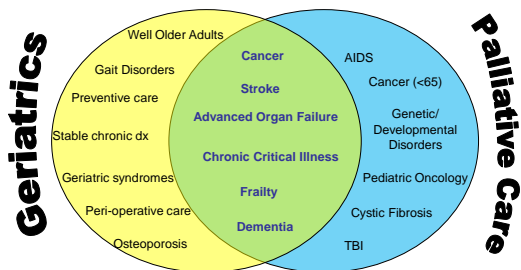 Geriatrics
Well Older Adults
Gait Disorders
Preventive care
Stable chronic dx
Geriatric syndromes
Peri-operative care
Osteoporosis
Cancer
Stroke
Advanced Organ Failure
Chronic Critical Illness
Frailty
Dementia
AIDS
Cancer (<65)
Genetic/
Developmental
Disorders
Pediatric Oncology
Cystic Fibrosis
TBI
Palliative Care